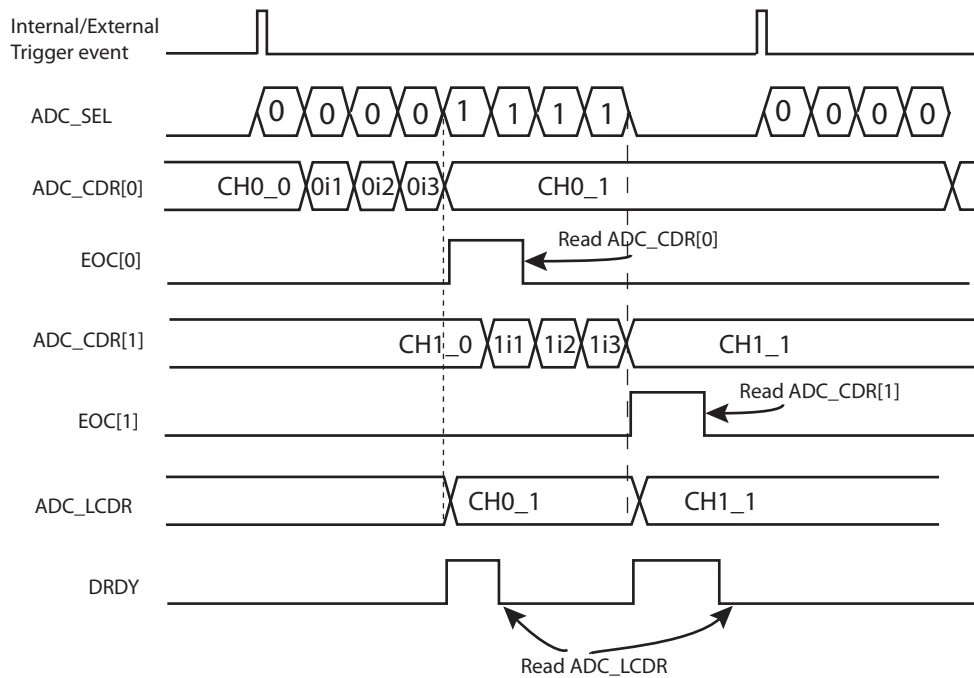 Internal/External
Trigger event
ADC_SEL
0 0 0 0 1 1 1 1 0 0 0 0
ADC_CDR[0]
CH0_0 0i1 0i2 0i3 CH0_1
EOC[0]
Read ADC_CDR[0]
ADC_CDR[1]
CH1_0 1i1 1i2 1i3 CH1_1
EOC[1]
Read ADC_CDR[1]
ADC_LCDR
CH0_1 CH1_1
DRDY
Read ADC_LCDR